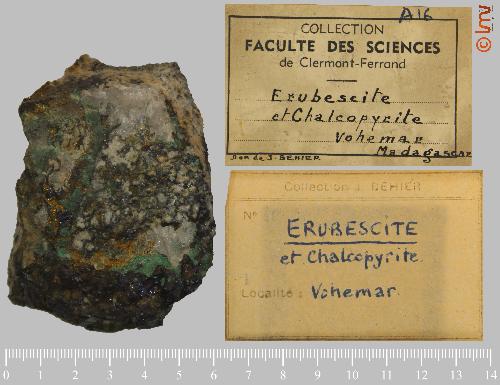 A16
COLLECTION
FACULTE DES SCIENCES
de Clermont-Ferrand
Erubescite
et Chalcopyrite
Vohemar
Madagascar
Don de J. BEHIER
Collection J. BEHIER
N°
ERUBESCITE
et Chalcopyrite.
Localité : Vohemar.
© lmv
0 1 2 3 4 5 6 7 8 9 10 11 12 13 14